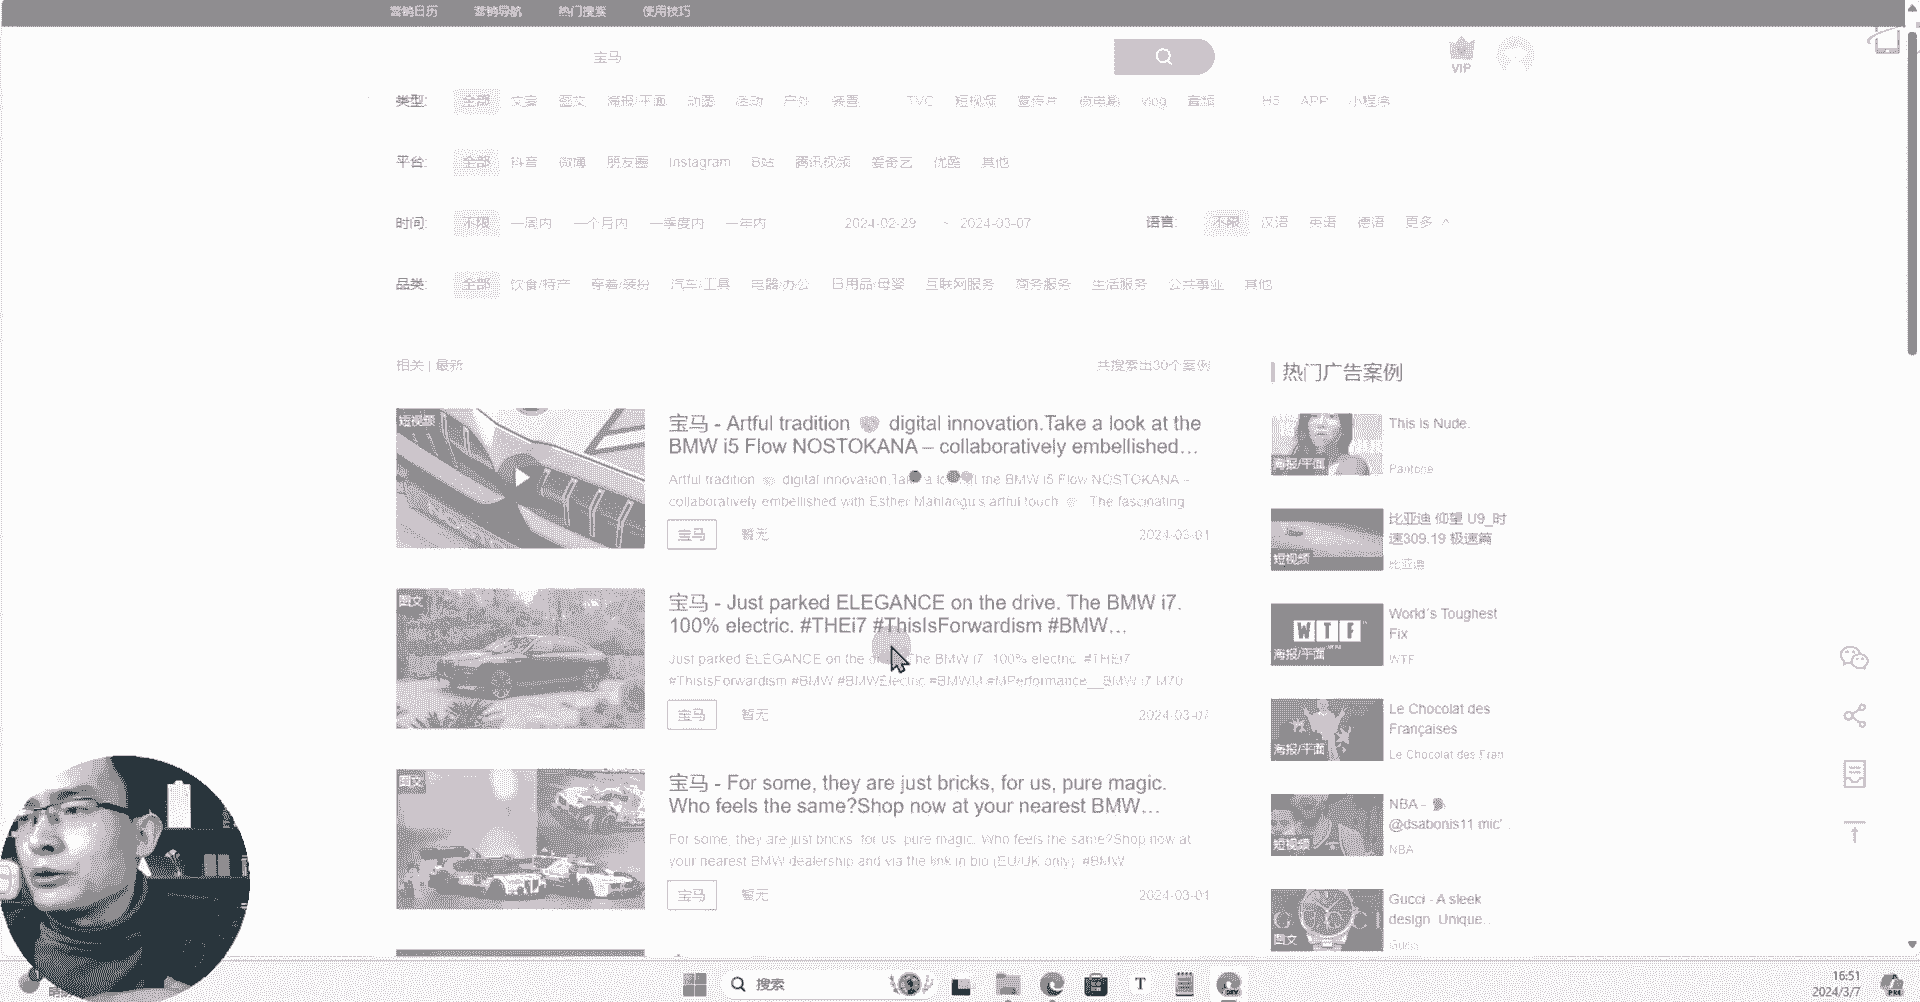 营销日历 营销导航 热门搜索 使用技巧
宝马
VIP
类型: 全部 文案 图文 海报/平面 动图 活动 户外 装置 TVC 短视频 宣传片 微电影 vlog 音频 H5 APP 小程序
平台: 全部 抖音 微博 朋友圈 Instagram B站 腾讯视频 爱奇艺 优酷 其他
时间: 不限 一周内 一个月内 一季度内 一年内 2024-02-29 ~ 2024-03-07 语言: 不限 汉语 英语 德语 更多
品类: 全部 饮食/特产 穿着/装扮 汽车/工具 电器/办公 日用品/母婴 互联网服务 商务服务 生活服务 公共事业 其他
相关 | 最新 共搜索出30个案例
短视频
宝马 - Artful tradition digital innovation.Take a look at the
BMW i5 Flow NOSTOKANA – collaboratively embellished...
Artful tradition digital innovation.Take a look at the BMW i5 Flow NOSTOKANA –
collaboratively embellished with Esther Mahlangu's artful touch The fascinating
宝马 暂无 2024-03-01
图文
宝马 - Just parked ELEGANCE on the drive. The BMW i7.
100% electric. #THEi7 #ThisIsForwardism #BMW...
Just parked ELEGANCE on the The BMW i7. 100% electric. #THEi7
#ThisIsForwardism #BMW #BMWElectric #BMWM #MPerformance__BMW i7 M70
宝马 暂无 2024-03-07
图文
宝马 - For some, they are just bricks, for us, pure magic.
Who feels the same?Shop now at your nearest BMW...
For some, they are just bricks, for us, pure magic. Who feels the same?Shop now at
your nearest BMW dealership and via the link in bio (EU/UK only). #BMW
宝马 暂无 2024-03-01
热门广告案例
海报/平面
This Is Nude.
Pantone
短视频
比亚迪 仰望 U9_时
速309.19 极速篇
比亚迪
WTF
海报/平面
World's Toughest
Fix
WTF
海报/平面
Le Chocolat des
Françaises
Le Chocolat des Fran
短视频
NBA -
@dsabonis11 mic'
NBA
GUCCI
图文
Gucci - A sleek
design Unique..
Gucci
搜索
16:51
2024/3/7